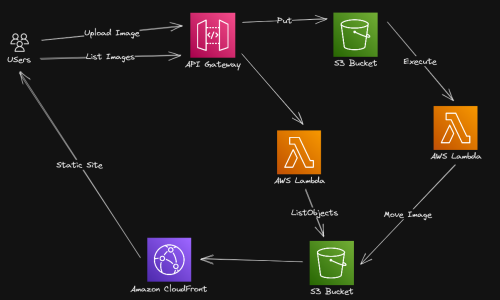 Upload Image
Put
USers
List Images
API Gateway
S3 Bucket
Execute
AWS Lambda
AWS Lambda
Static Site
ListObjects
Move Image
Amazon CloudFront
S3 Bucket